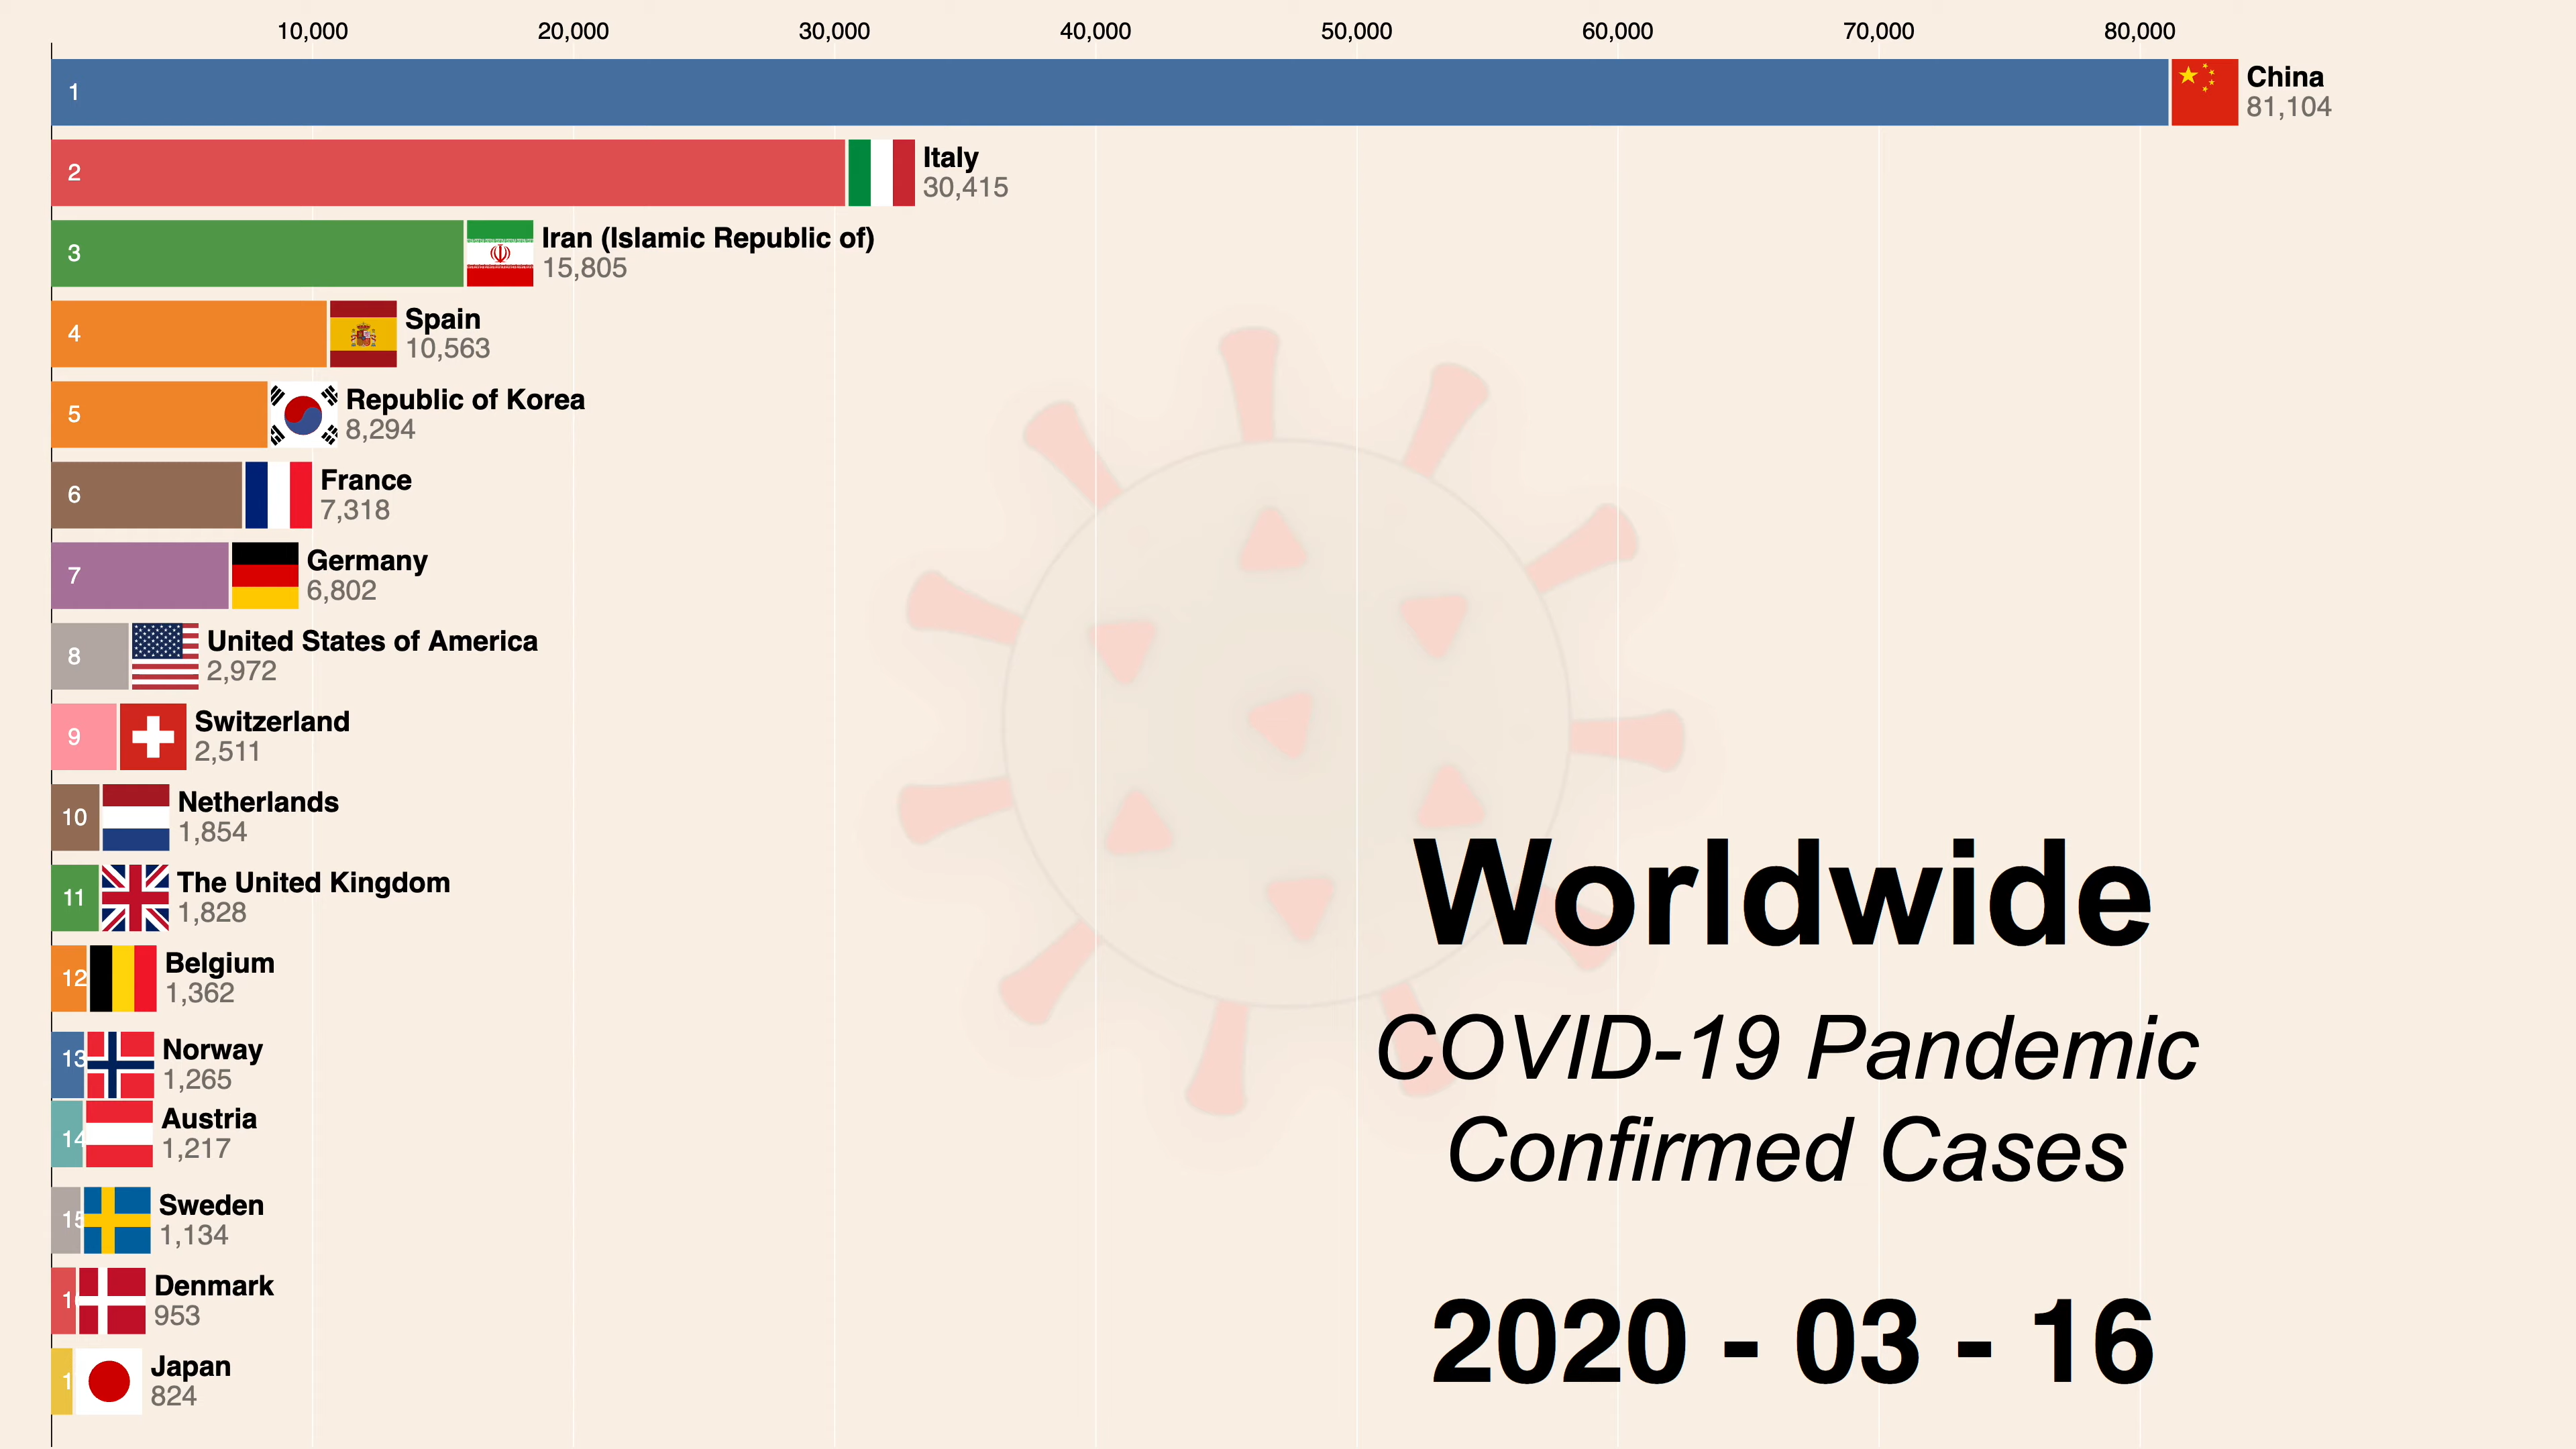 10,000 20,000 30,000 40,000 50,000 60,000 70,000 80,000
1 China
81,104
2 Italy
30,415
3 Iran (Islamic Republic of)
15,805
4 Spain
10,563
5 Republic of Korea
8,294
6 France
7,318
7 Germany
6,802
8 United States of America
2,972
9 Switzerland
2,511
10 Netherlands
1,854
11 The United Kingdom
1,828
12 Belgium
1,362
13 Norway
1,265
14 Austria
1,217
15 Sweden
1,134
Denmark
953
Japan
824
Worldwide
COVID-19 Pandemic
Confirmed Cases
2020 - 03 - 16